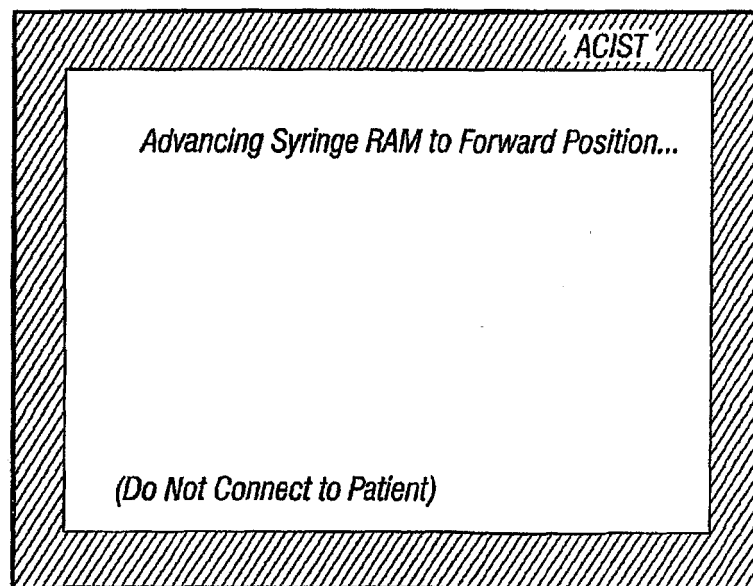 ACIST
Advancing Syringe RAM to Forward Position...
(Do Not Connect to Patient)